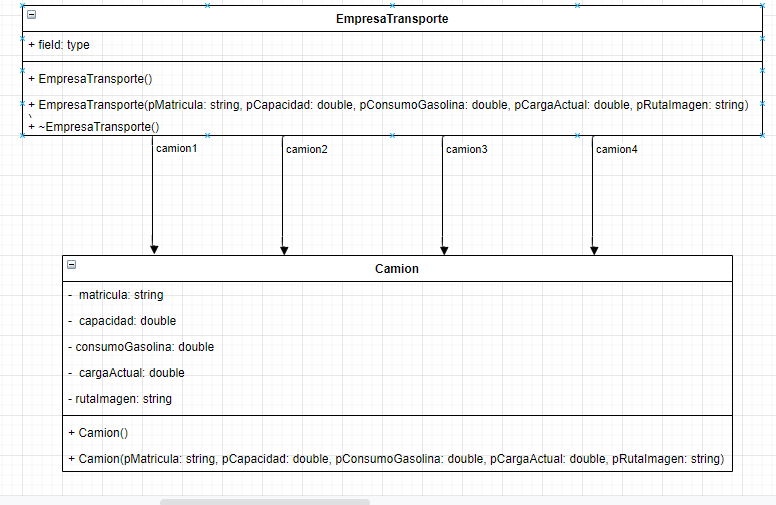 EmpresaTransporte
+ field: type
+ EmpresaTransporte()
+ EmpresaTransporte(pMatricula: string, pCapacidad: double, pConsumoGasolina: double, pCargaActual: double, pRutaImagen: string)
+ ~EmpresaTransporte()
camion1 camion2 camion3 camion4
Camion
- matricula: string
- capacidad: double
- consumoGasolina: double
- cargaActual: double
- rutaImagen: string
+ Camion()
+ Camion(pMatricula: string, pCapacidad: double, pConsumoGasolina: double, pCargaActual: double, pRutaImagen: string)